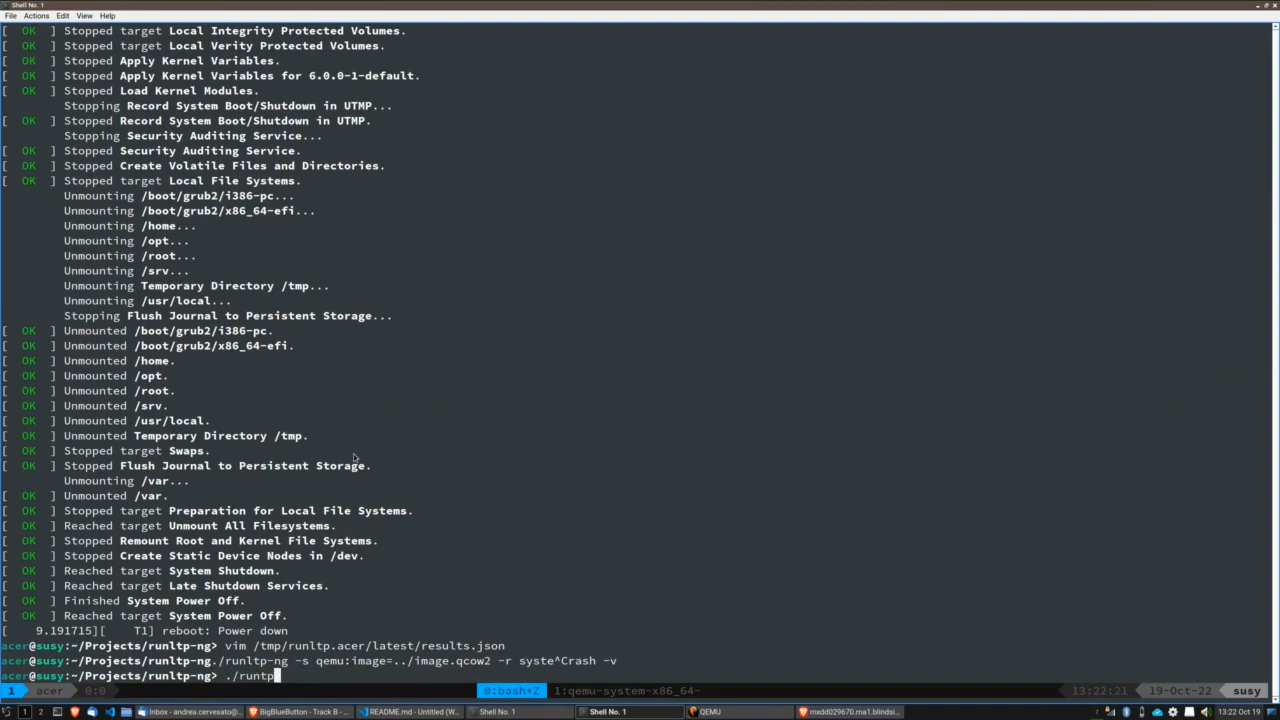 Shell No. 1
File Actions Edit View Help
[ OK ] Stopped target Local Integrity Protected Volumes.
[ OK ] Stopped target Local Verity Protected Volumes.
[ OK ] Stopped Apply Kernel Variables.
[ OK ] Stopped Apply Kernel Variables for 6.0.0-1-default.
[ OK ] Stopped Load Kernel Modules.
Stopping Record System Boot/Shutdown in UTMP...
[ OK ] Stopped Record System Boot/Shutdown in UTMP.
Stopping Security Auditing Service...
[ OK ] Stopped Security Auditing Service.
[ OK ] Stopped Create Volatile Files and Directories.
[ OK ] Stopped target Local File Systems.
Unmounting /boot/grub2/i386-pc...
Unmounting /boot/grub2/x86_64-efi...
Unmounting /home...
Unmounting /opt...
Unmounting /root...
Unmounting /srv...
Unmounting Temporary Directory /tmp...
Unmounting /usr/local...
Stopping Flush Journal to Persistent Storage...
[ OK ] Unmounted /boot/grub2/i386-pc.
[ OK ] Unmounted /boot/grub2/x86_64-efi.
[ OK ] Unmounted /home.
[ OK ] Unmounted /opt.
[ OK ] Unmounted /root.
[ OK ] Unmounted /srv.
[ OK ] Unmounted /usr/local.
[ OK ] Unmounted Temporary Directory /tmp.
[ OK ] Stopped target Swaps.
[ OK ] Stopped Flush Journal to Persistent Storage.
Unmounting /var...
[ OK ] Unmounted /var.
[ OK ] Stopped target Preparation for Local File Systems.
[ OK ] Reached target Unmount All Filesystems.
[ OK ] Stopped Remount Root and Kernel File Systems.
[ OK ] Stopped Create Static Device Nodes in /dev.
[ OK ] Reached target System Shutdown.
[ OK ] Reached target Late Shutdown Services.
[ OK ] Finished System Power Off.
[ OK ] Reached target System Power Off.
[ 9.191715][ T1] reboot: Power down
acer@susy:~/Projects/runltp-ng> vim /tmp/runltp.acer/latest/results.json
acer@susy:~/Projects/runltp-ng./runltp-ng -s qemu:image=../image.qcow2 -r syste^Crash -v
acer@susy:~/Projects/runltp-ng> ./runtp
1 acer 0:0 0:bash*Z 1:qemu-system-x86_64- 13:22:21 19-Oct-22 susy
1 2 Inbox - andrea.cervesato@... BigBlueButton - Track B - ... README.md - Untitled (W... Shell No. 1 Shell No. 1 QEMU mxdd029670.rna1.blindsi... 13:22 Oct 19